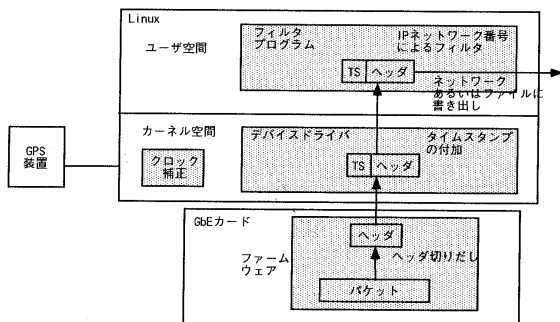 Linux
ユーザ空間
フィルタ
プログラム
IPネットワーク番号
によるフィルタ
TS
ヘッダ
ネットワーク
あるいはファイルに
書き出し
カーネル空間
デバイスドライバ
タイムスタンプ
の付加
GPS
装置
クロック
補正
TS
ヘッダ
GbEカード
ヘッダ
ファーム
ウェア
ヘッダ切りだし
パケット